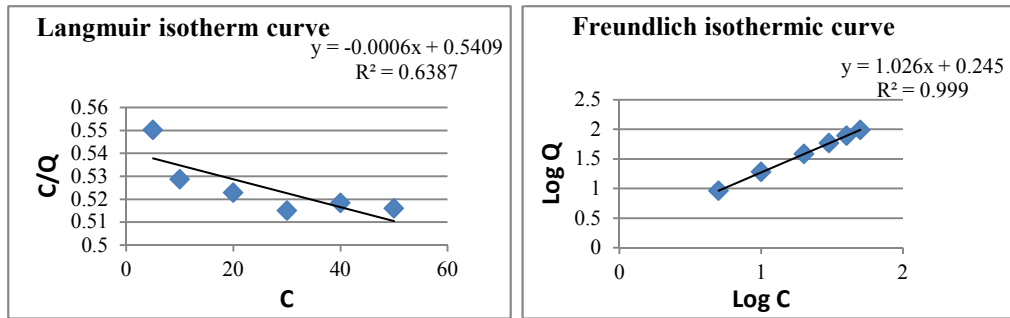 Langmuir isotherm curve
y = -0.0006x + 0.5409
R² = 0.6387
0.56
0.55
0.54
0.53
0.52
0.51
0.5
C/Q
0
20
40
60
C
Freundlich isothermic curve
y = 1.026x + 0.245
R² = 0.999
2.5
2
1.5
1
0.5
0
Log Q
0
1
2
Log C